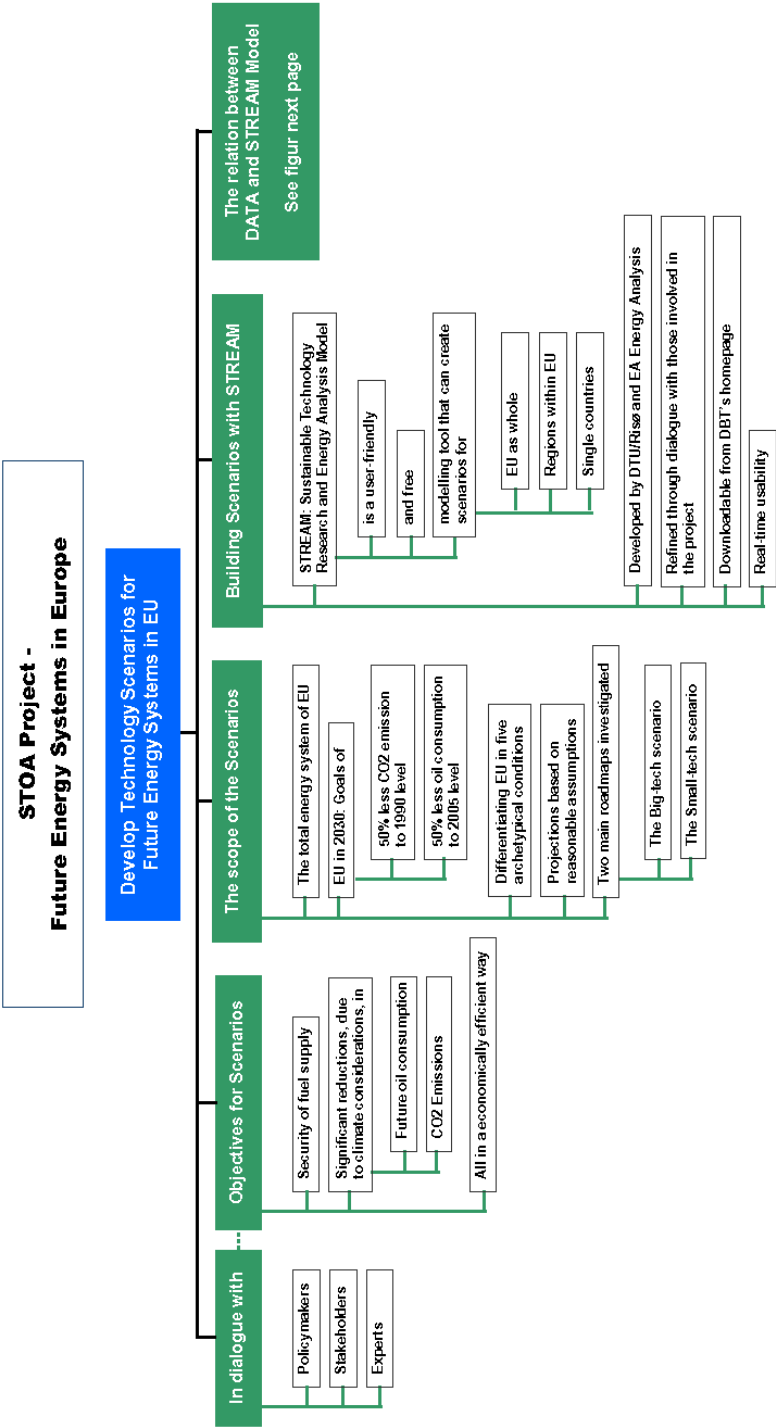 STOA Project -
Future Energy Systems in Europe
Develop Technology Scenarios for
Future Energy Systems in EU
In dialogue with
Policymakers
Stakeholders
Experts
Objectives for Scenarios
Security of fuel supply
Significant reductions, due
to climate considerations, in
Future oil consumption
CO2 Emissions
All in a economically efficient way
The scope of the Scenarios
The total energy system of EU
EU in 2030: Goals of
50% less CO2 emission
to 1990 level
50% less oil consumption
to 2005 level
Differentiating EU in five
archetypical conditions
Projections based on
reasonable assumptions
Two main roadmaps investigated
The Big-tech scenario
The Small-tech scenario
Building Scenarios with STREAM
STREAM: Sustainable Technology
Research and Energy Analysis Model
is a user-friendly
and free
modelling tool that can create
scenarios for
EU as whole
Regions within EU
Single countries
Developed by DTU/Risø and EA Energy Analysis
Refined through dialogue with those involved in
the project
Downloadable from DBT's homepage
Real-time usability
The relation between
DATA and STREAM Model
See figur next page